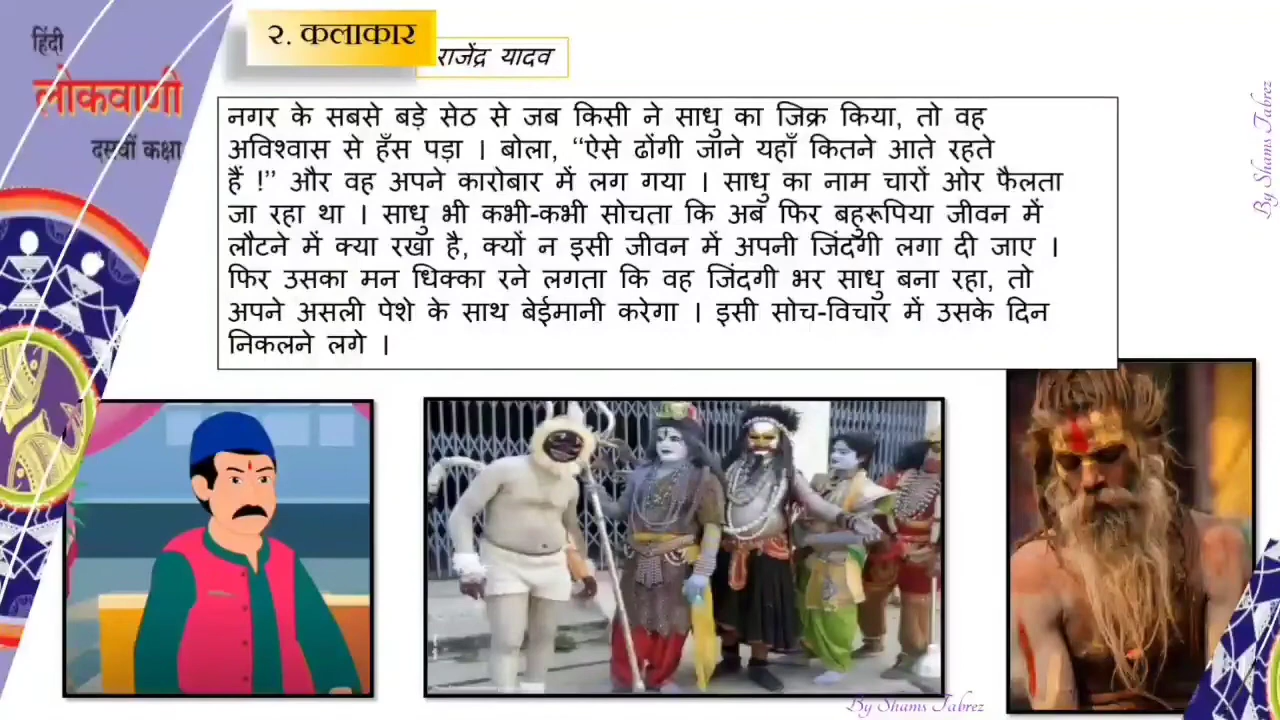 हिंदी
लोकवाणी
दसवीं कक्षा
२. कलाकार
राजेंद्र यादव
नगर के सबसे बड़े सेठ से जब किसी ने साधु का जिक्र किया, तो वह
अविश्वास से हँस पड़ा । बोला, “ऐसे ढोंगी जाने यहाँ कितने आते रहते
हैं !” और वह अपने कारोबार में लग गया । साधु का नाम चारों ओर फैलता
जा रहा था । साधु भी कभी-कभी सोचता कि अब फिर बहुरूपिया जीवन में
लौटने में क्या रखा है, क्यों न इसी जीवन में अपनी जिंदगी लगा दी जाए ।
फिर उसका मन धिक्का रने लगता कि वह जिंदगी भर साधु बना रहा, तो
अपने असली पेशे के साथ बेईमानी करेगा । इसी सोच-विचार में उसके दिन
निकलने लगे ।
By Shams Tabrez
By Shams Tabrez